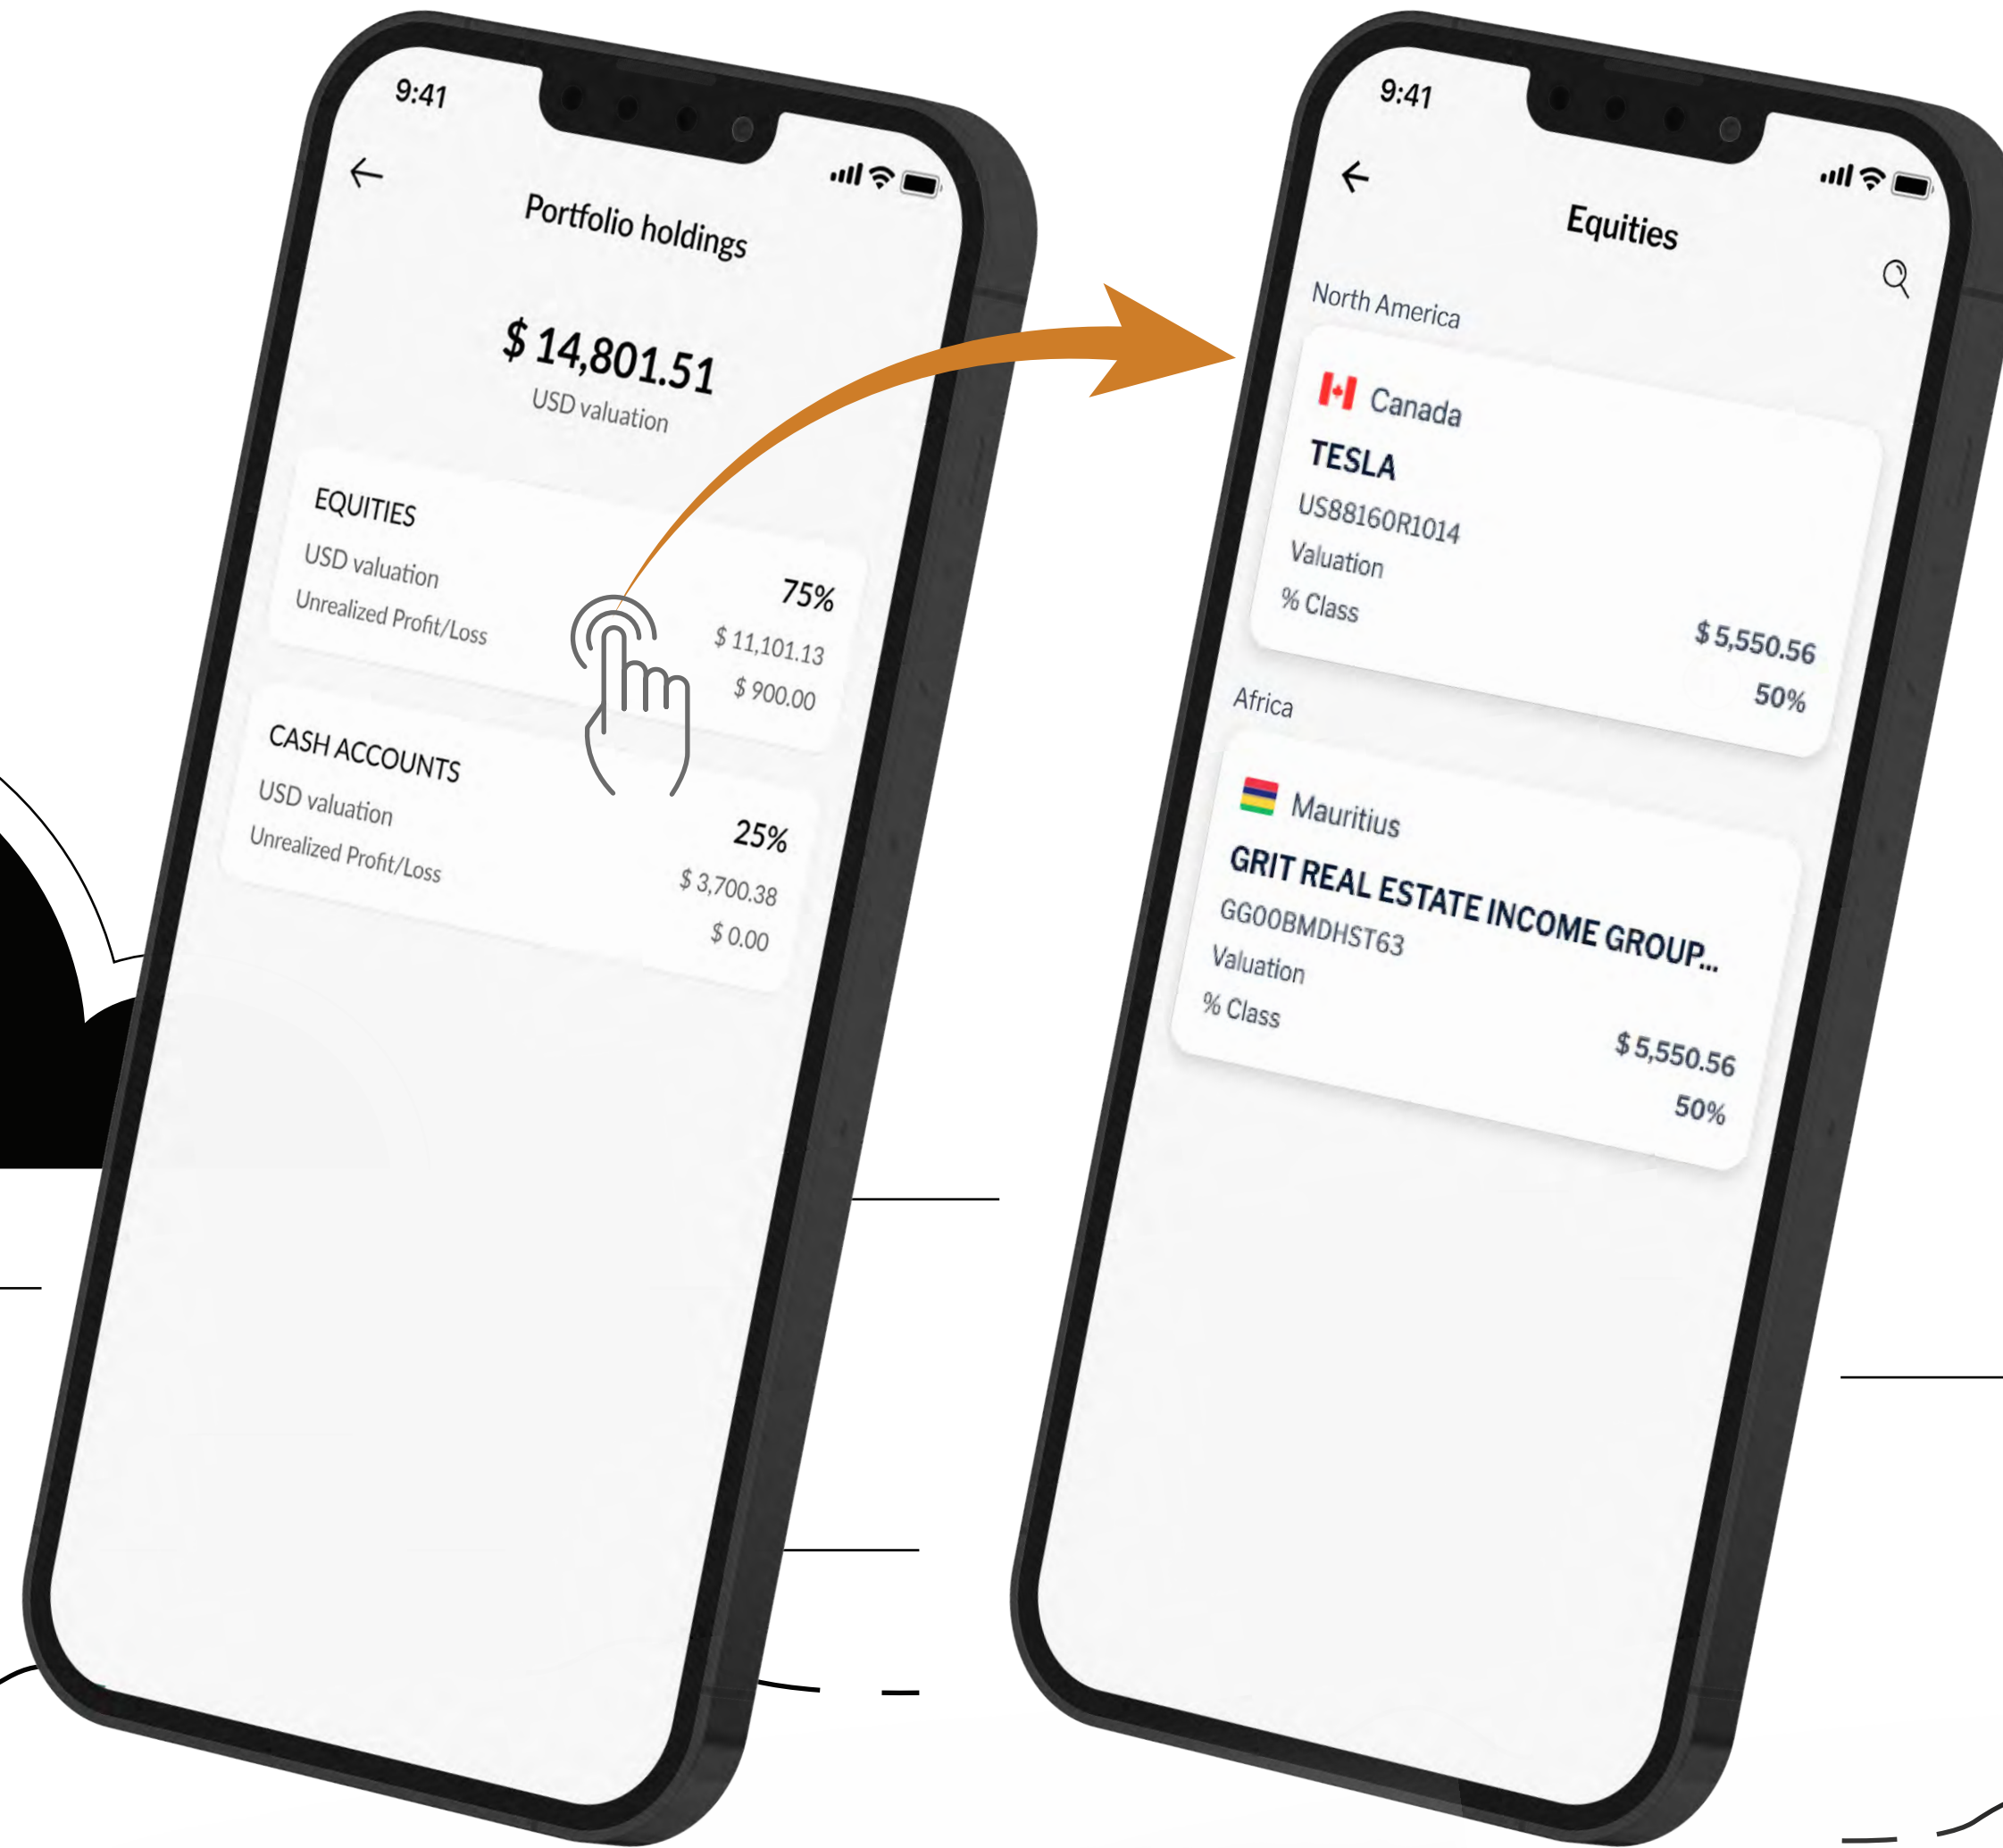 9:41
Portfolio holdings
$ 14,801.51
USD valuation
EQUITIES
75%
USD valuation
$ 11,101.13
Unrealized Profit/Loss
$ 900.00
CASH ACCOUNTS
25%
USD valuation
$ 3,700.38
Unrealized Profit/Loss
$ 0.00
9:41
Equities
North America
Canada
TESLA
US88160R1014
Valuation
$ 5,550.56
% Class
50%
Africa
Mauritius
GRIT REAL ESTATE INCOME GROUP...
GG00BMDHST63
Valuation
$ 5,550.56
% Class
50%